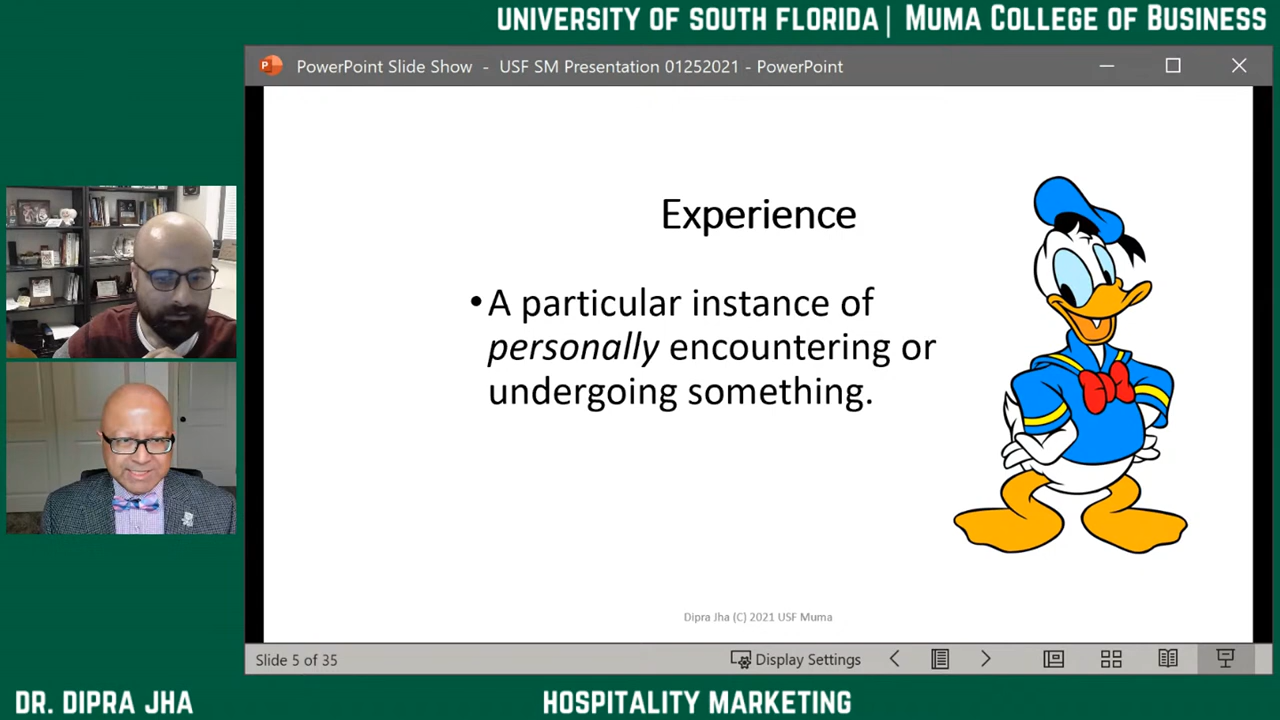 UNIVERSITY OF SOUTH FLORIDA| MUMA COLLEGE OF BUSINESS
PowerPoint Slide Show - USF SM Presentation 01252021 - PowerPoint
Experience
•A particular instance of
personally encountering or
undergoing something.
Dipra Jha (C) 2021 USF Muma
Slide 5 of 35
Display Settings
DR. DIPRA JHA
HOSPITALITY MARKETING